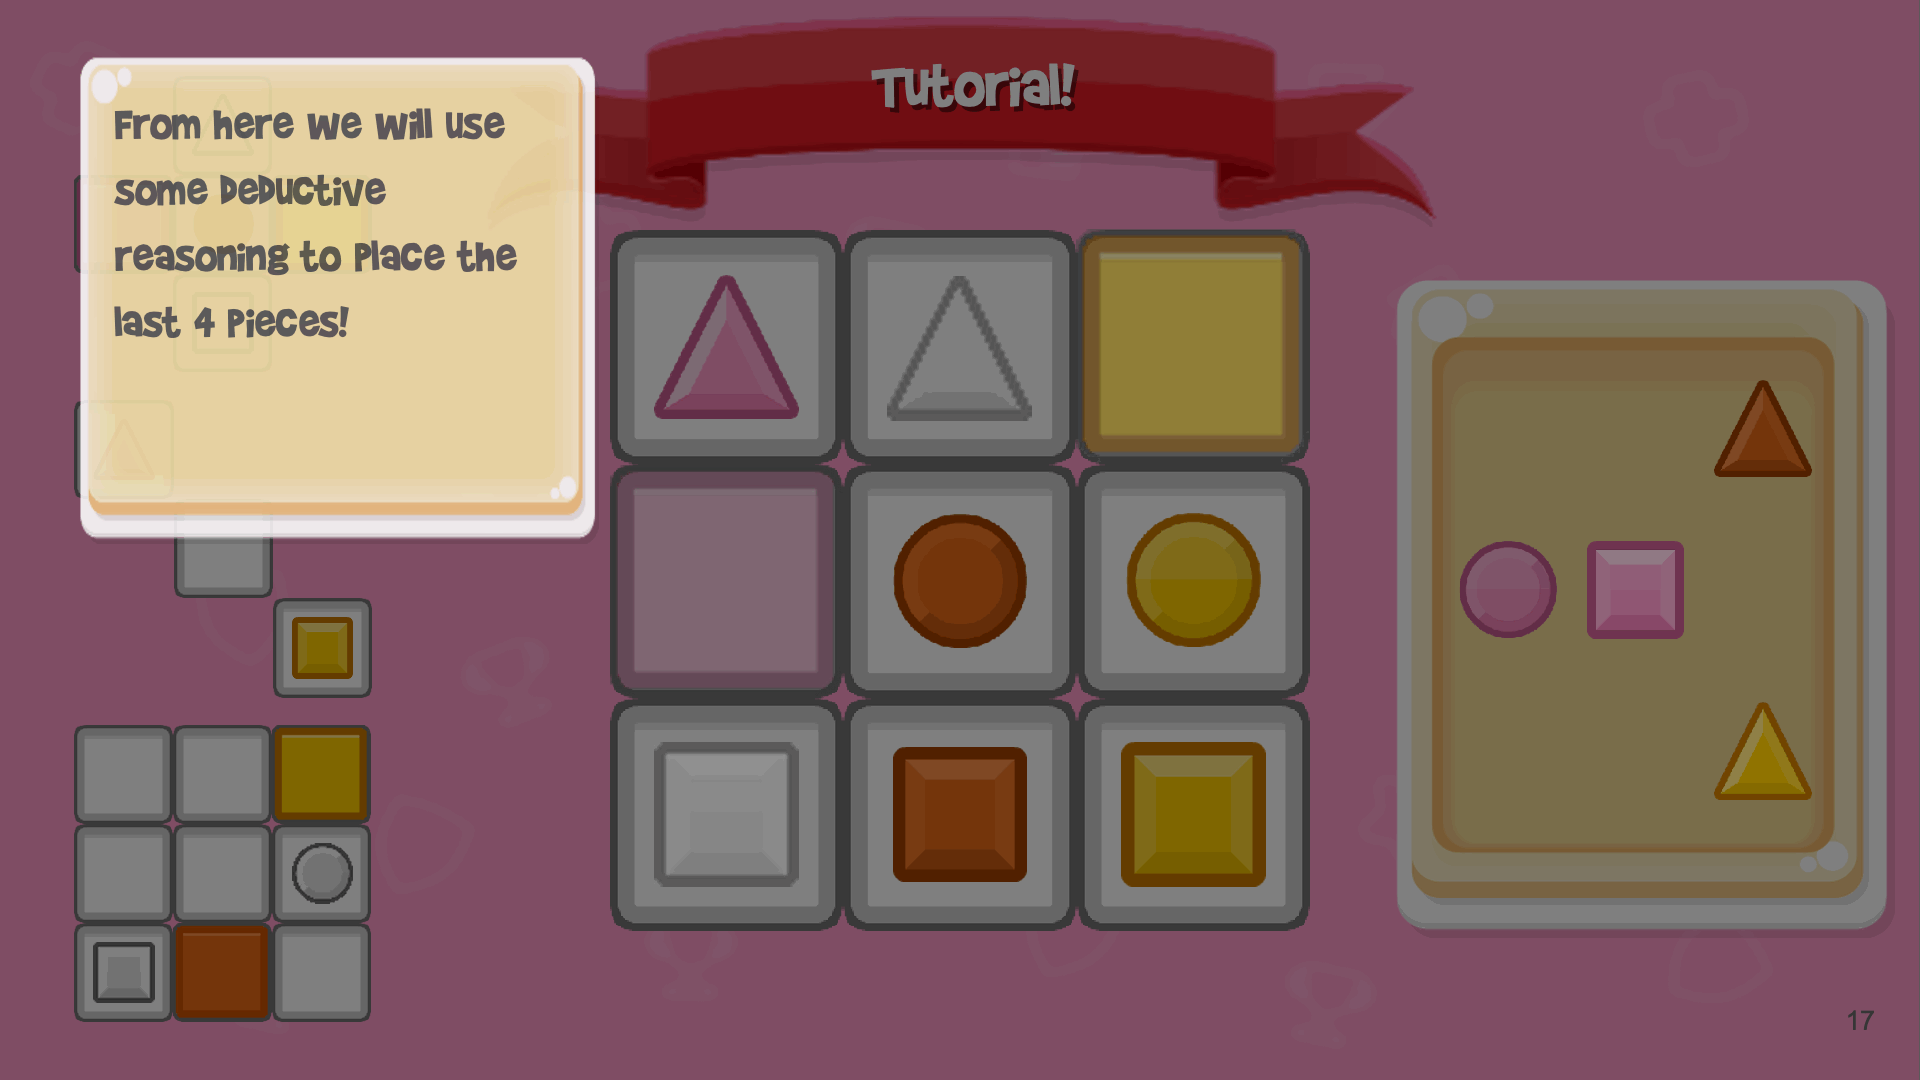 Tutorial!
From here we will use
some deductive
reasoning to place the
last 4 pieces!
17